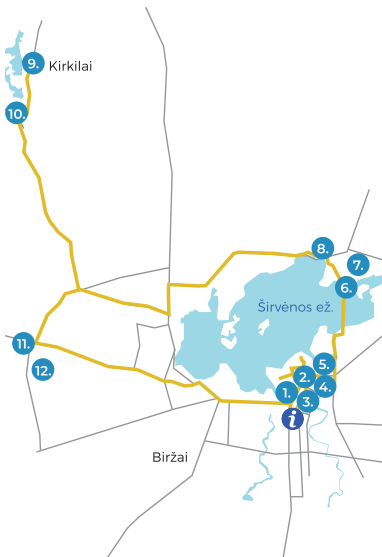 9. Kirkilai
10.
8.
7.
6.
Širvėnos ež.
11.
12.
5.
2.
4.
1.
3.
i
Biržai